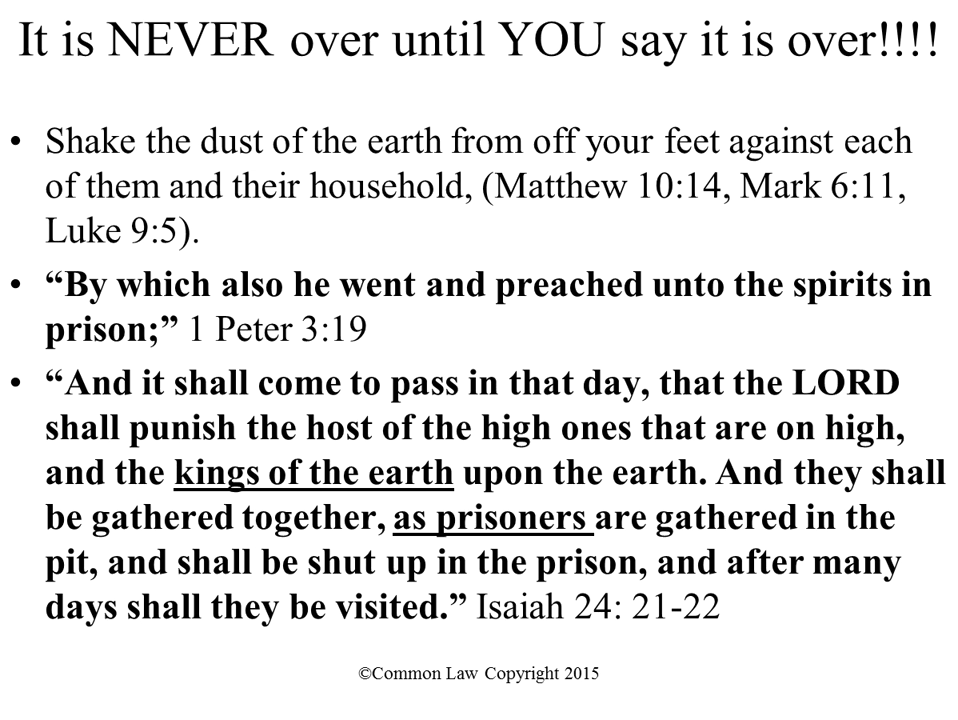 It is NEVER over until YOU say it is over!!!!
• Shake the dust of the earth from off your feet against each
of them and their household, (Matthew 10:14, Mark 6:11,
Luke 9:5).
• “By which also he went and preached unto the spirits in
prison;” 1 Peter 3:19
• “And it shall come to pass in that day, that the LORD
shall punish the host of the high ones that are on high,
and the kings of the earth upon the earth. And they shall
be gathered together, as prisoners are gathered in the
pit, and shall be shut up in the prison, and after many
days shall they be visited.” Isaiah 24: 21-22
©Common Law Copyright 2015